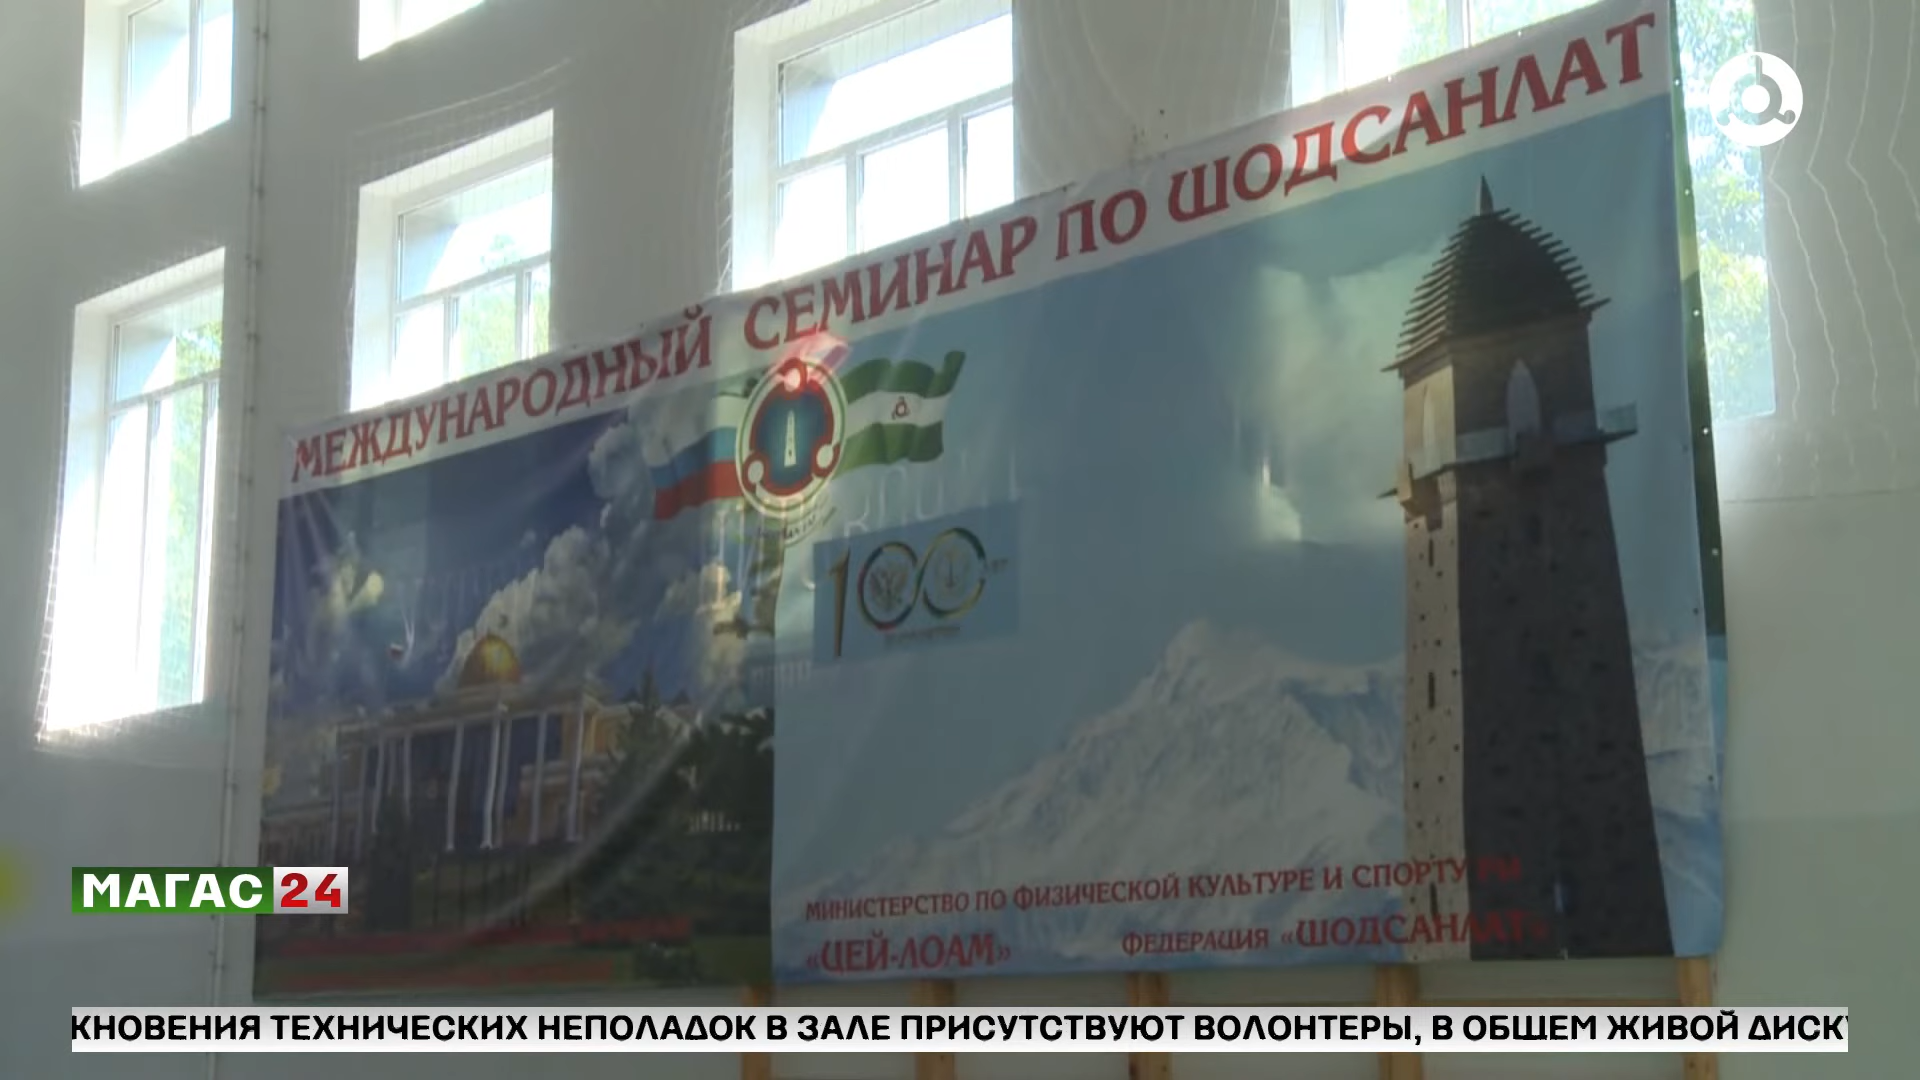 МЕЖДУНАРОДНЫЙ СЕМИНАР ПО ШОДСАНЛАТ
100
МИНИСТЕРСТВО ПО ФИЗИЧЕСКОЙ КУЛЬТУРЕ И СПОРТУ РИ
«ЦЕЙ-ЛОАМ» ФЕДЕРАЦИЯ «ШОДСАНЛАТ»
МАГАС 24
КНОВЕНИЯ ТЕХНИЧЕСКИХ НЕПОЛАДОК В ЗАЛЕ ПРИСУТСТВУЮТ ВОЛОНТЕРЫ, В ОБЩЕМ ЖИВОЙ ДИСК